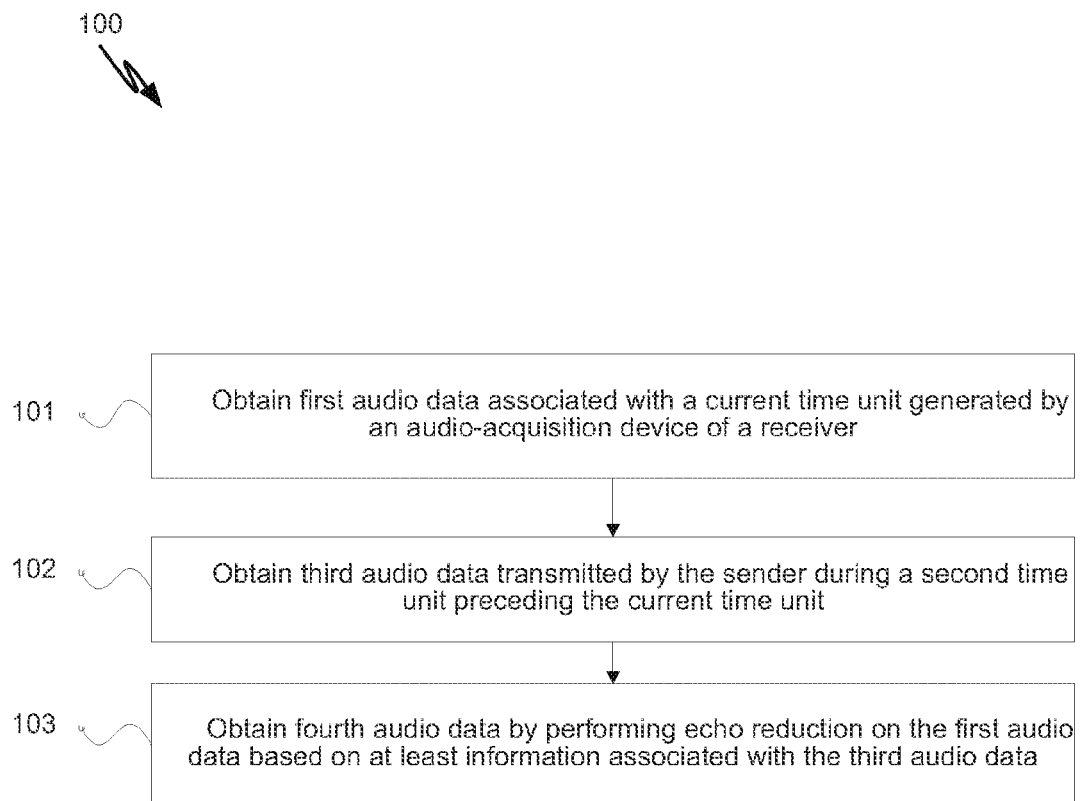 100
101
Obtain first audio data associated with a current time unit generated by
an audio-acquisition device of a receiver
102
Obtain third audio data transmitted by the sender during a second time
unit preceding the current time unit
103
Obtain fourth audio data by performing echo reduction on the first audio
data based on at least information associated with the third audio data